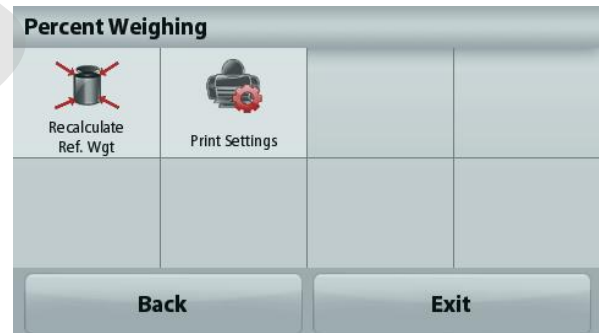 Percent Weighing
Recalculate
Ref. Wgt
Print Settings
Back
Exit